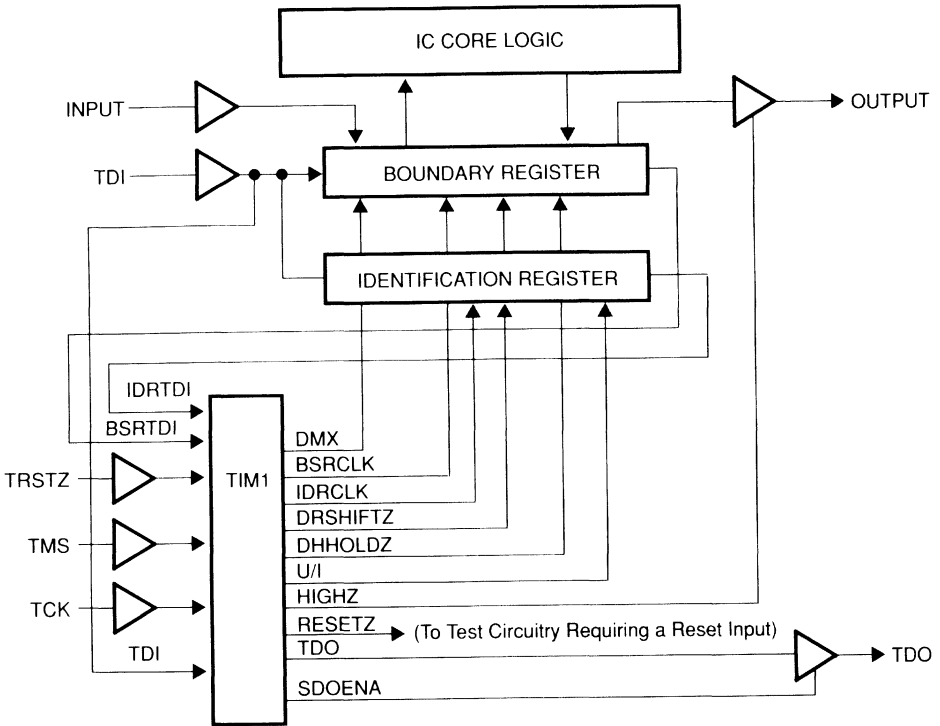 IC CORE LOGIC
INPUT
OUTPUT
TDI
BOUNDARY REGISTER
IDENTIFICATION REGISTER
IDRTDI
BSRTDI
TRSTZ
TIM1
TMS
TCK
TDI
DMX
BSRCLK
IDRCLK
DRSHIFTZ
DHHOLDZ
U/I
HIGHZ
RESETZ
(To Test Circuitry Requiring a Reset Input)
TDO
TDO
SDOENA